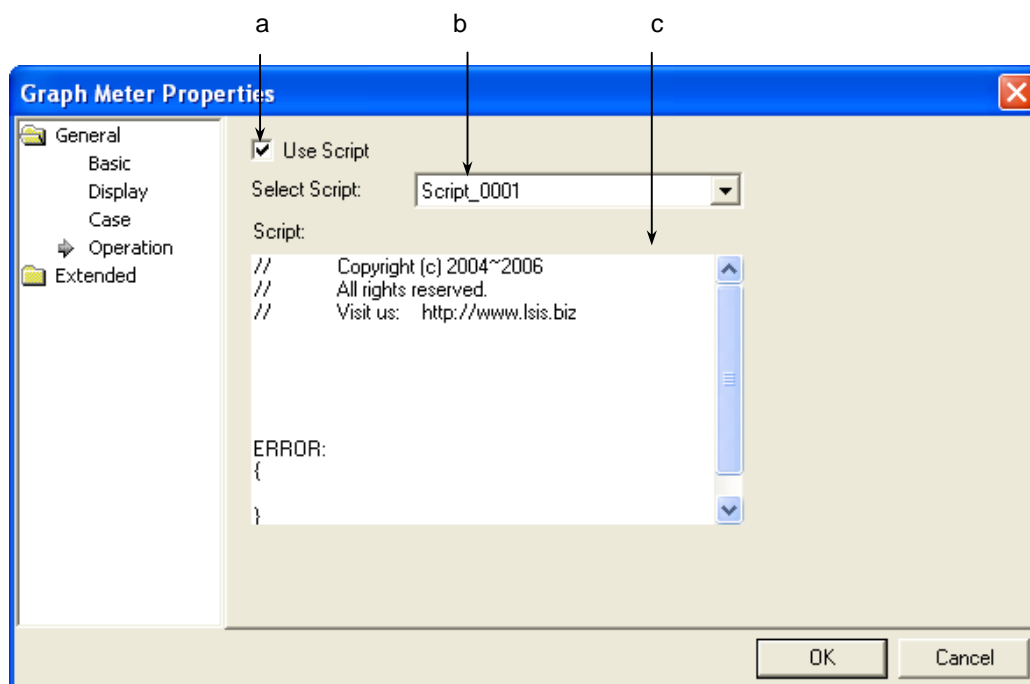 a b c
Graph Meter Properties
General
Basic
Display
Case
Operation
Extended
Use Script
Select Script: Script_0001
Script:
// Copyright (c) 2004~2006
// All rights reserved.
// Visit us: http://www.lsis.biz
ERROR:
{
}
OK Cancel